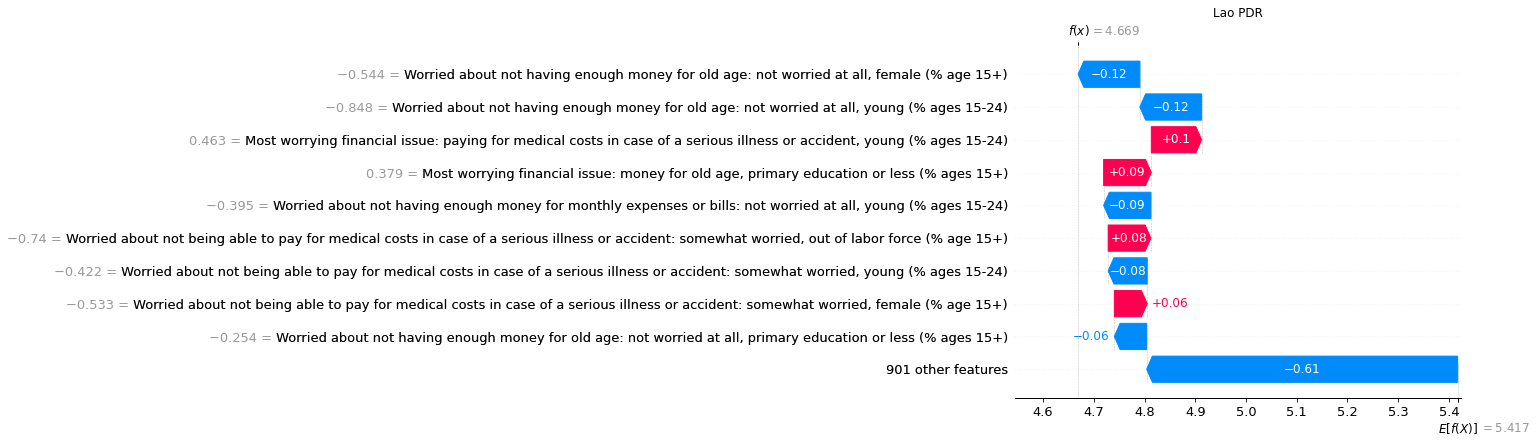 Lao PDR
f(x) = 4.669
−0.544 = Worried about not having enough money for old age: not worried at all, female (% age 15+)
−0.12
−0.848 = Worried about not having enough money for old age: not worried at all, young (% ages 15-24)
−0.12
0.463 = Most worrying financial issue: paying for medical costs in case of a serious illness or accident, young (% ages 15-24)
+0.1
0.379 = Most worrying financial issue: money for old age, primary education or less (% ages 15+)
+0.09
−0.395 = Worried about not having enough money for monthly expenses or bills: not worried at all, young (% ages 15-24)
−0.09
−0.74 = Worried about not being able to pay for medical costs in case of a serious illness or accident: somewhat worried, out of labor force (% age 15+)
+0.08
−0.422 = Worried about not being able to pay for medical costs in case of a serious illness or accident: somewhat worried, young (% ages 15-24)
−0.08
−0.533 = Worried about not being able to pay for medical costs in case of a serious illness or accident: somewhat worried, female (% age 15+)
+0.06
−0.254 = Worried about not having enough money for old age: not worried at all, primary education or less (% ages 15+)
−0.06
901 other features
−0.61
4.6 4.7 4.8 4.9 5.0 5.1 5.2 5.3 5.4
E[f(X)] = 5.417